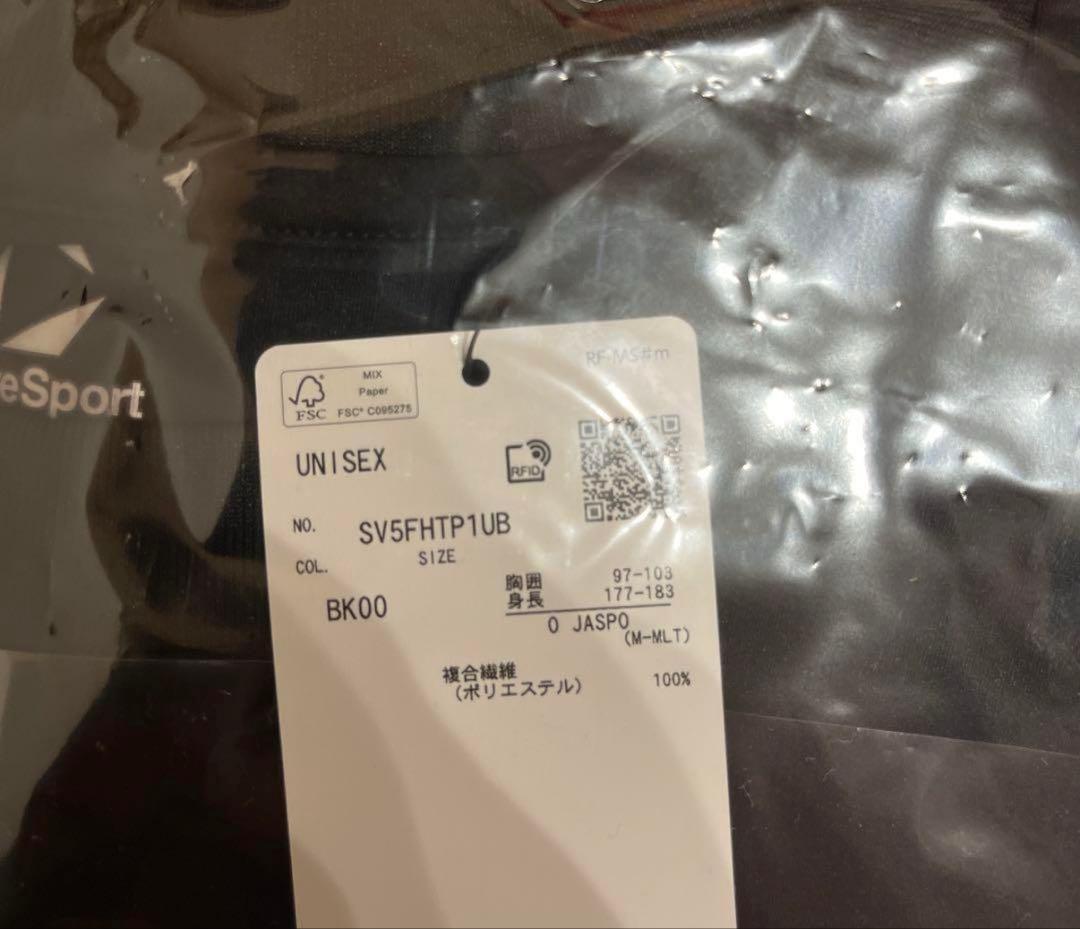 eSport
RF-MS#m
MIX
Paper
FSC® C095275
FSC
UNISEX
RFID
NO.
SV5FHTP1UB
COL.
SIZE
BK00
胸囲 97-103
身長 177-183
O JASPO
(M-MLT)
複合繊維
(ポリエステル) 100%